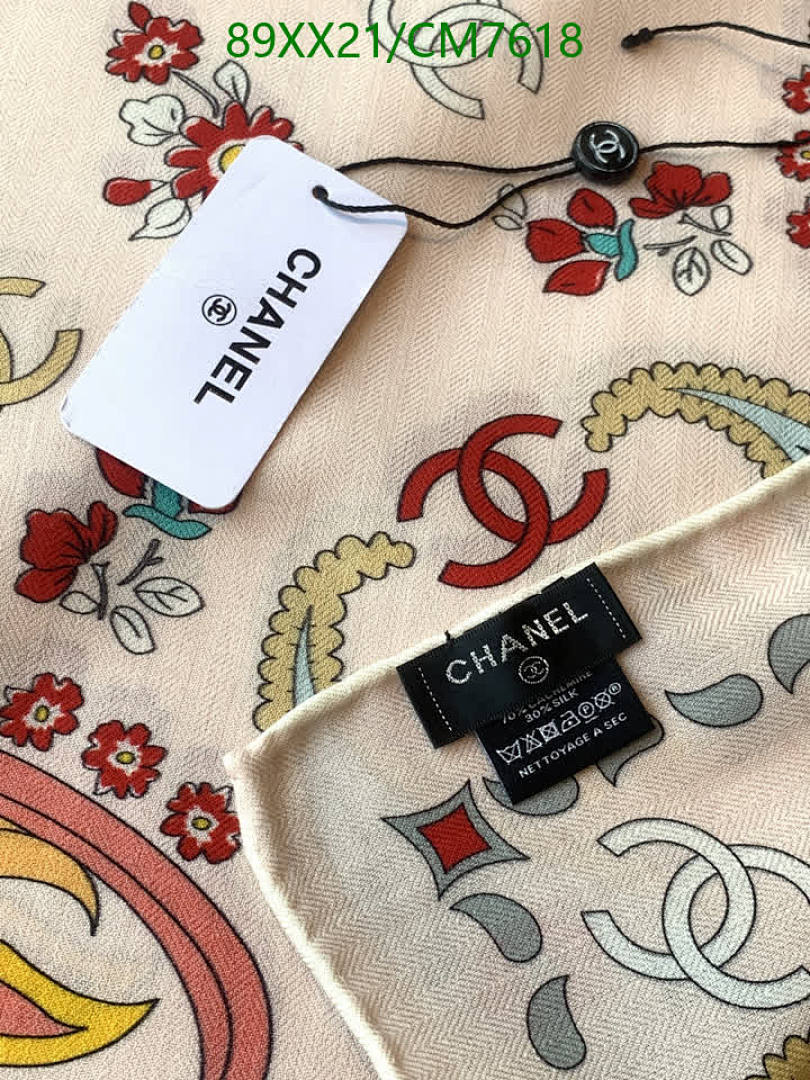 89XX21/CM7618
CHANEL
CHANEL
70% CACHEMIRE
30% SILK
NETTOYAGE A SEC